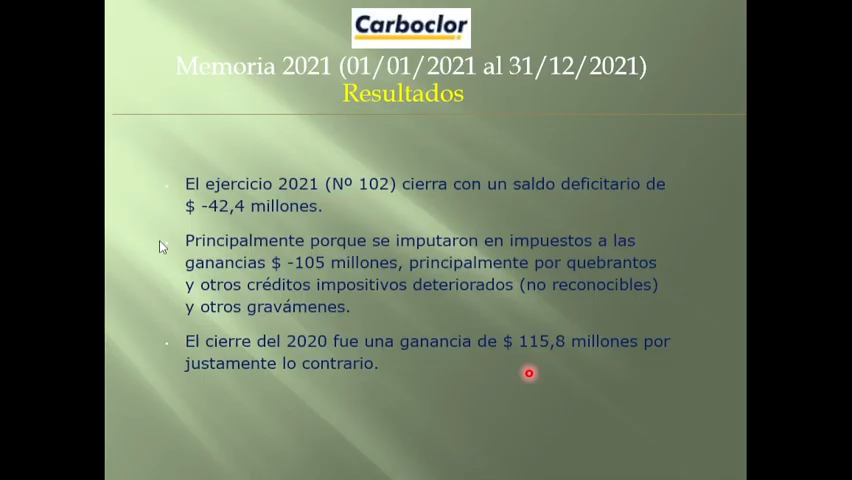 Carboclor
Memoria 2021 (01/01/2021 al 31/12/2021)
Resultados
El ejercicio 2021 (Nº 102) cierra con un saldo deficitario de
$ -42,4 millones.
Principalmente porque se imputaron en impuestos a las
ganancias $ -105 millones, principalmente por quebrantos
y otros créditos impositivos deteriorados (no reconocibles)
y otros gravámenes.
El cierre del 2020 fue una ganancia de $ 115,8 millones por
justamente lo contrario.